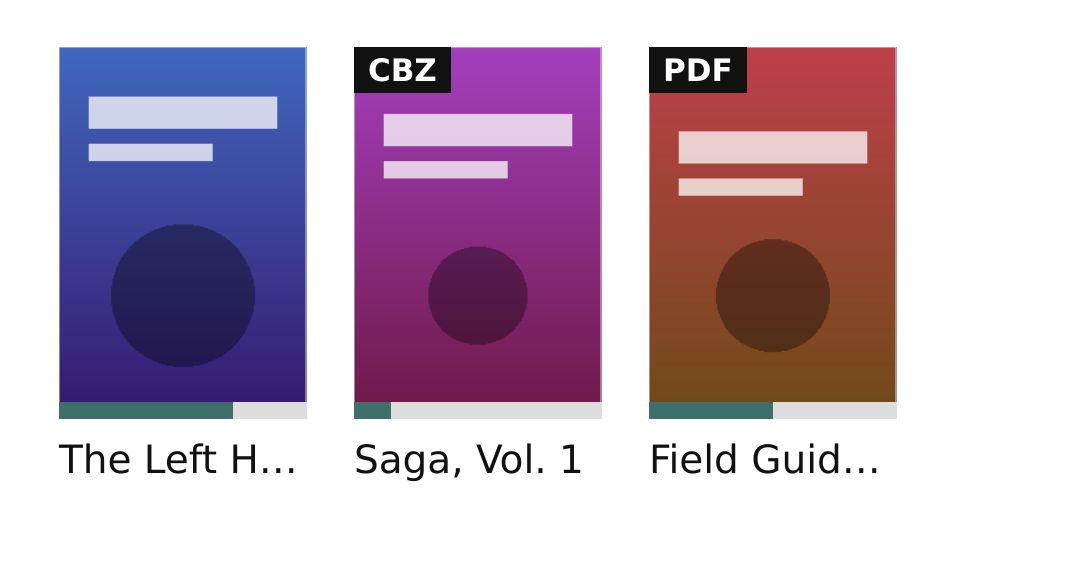 CBZ
PDF
The Left H...
Saga, Vol. 1
Field Guid...